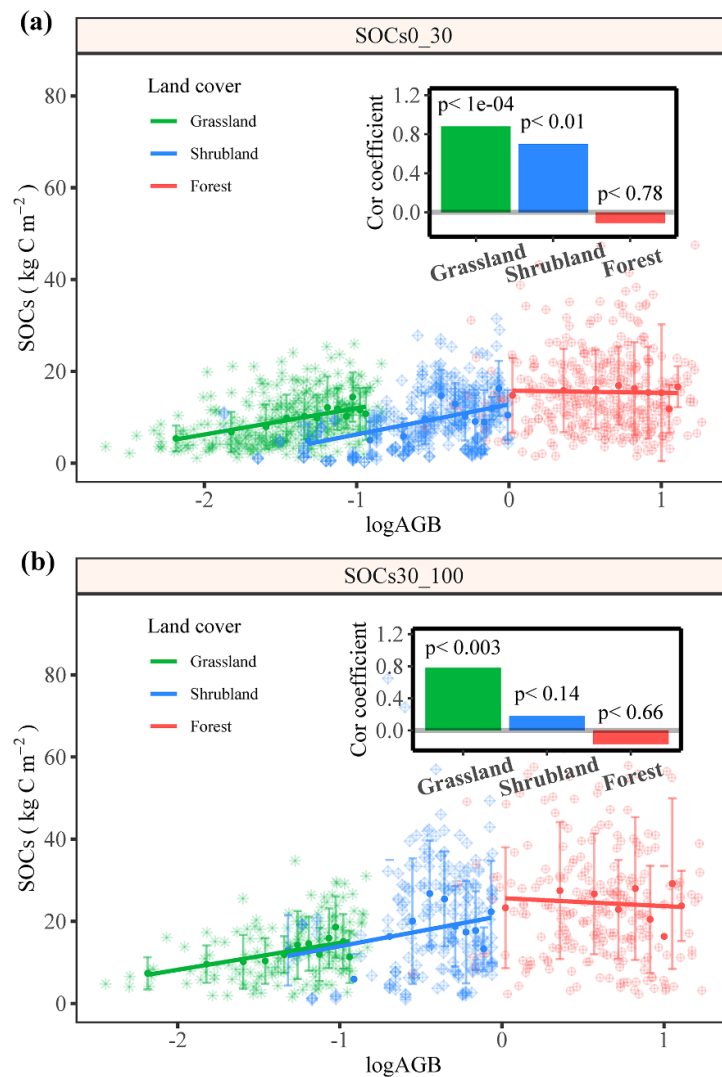 (a)
SOCs0_30
Land cover
Grassland
Shrubland
Forest
SOCs ( kg C m−2 )
80
60
40
20
0
-2
-1
0
1
logAGB
Cor coefficient
1.2
0.8
0.4
0.0
p< 1e-04
p< 0.01
p< 0.78
Grassland
Shrubland
Forest
(b)
SOCs30_100
Land cover
Grassland
Shrubland
Forest
SOCs ( kg C m−2 )
80
60
40
20
0
-2
-1
0
1
logAGB
Cor coefficient
1.2
0.8
0.4
0.0
p< 0.003
p< 0.14
p< 0.66
Grassland
Shrubland
Forest